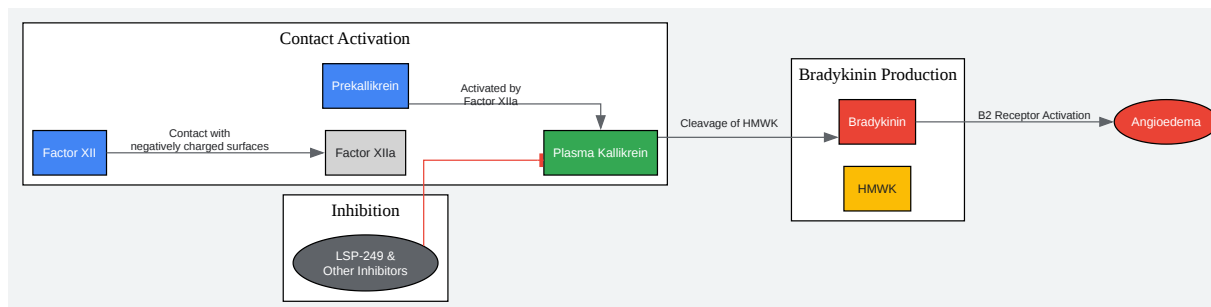 Contact Activation
Prekallikrein
Activated by
Factor XIIa
Factor XII
Contact with
negatively charged surfaces
Factor XIIa
Plasma Kallikrein
Cleavage of HMWK
Bradykinin Production
Bradykinin
HMWK
B2 Receptor Activation
Angioedema
Inhibition
LSP-249 &
Other Inhibitors